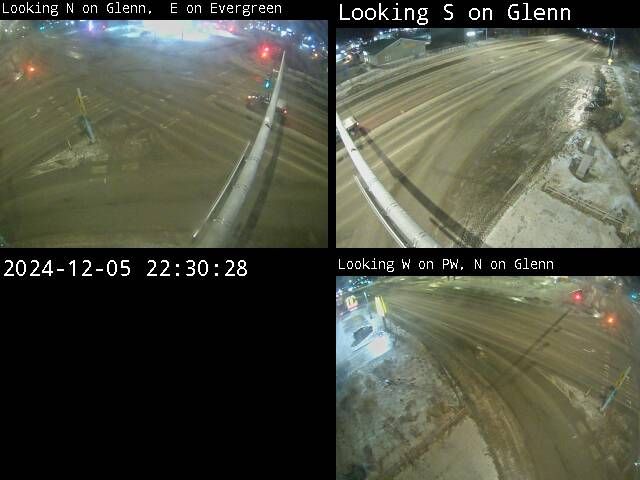 Looking N on Glenn,  E on Evergreen
Looking S on Glenn
2024-12-05 22:30:28
Looking W on PW, N on Glenn